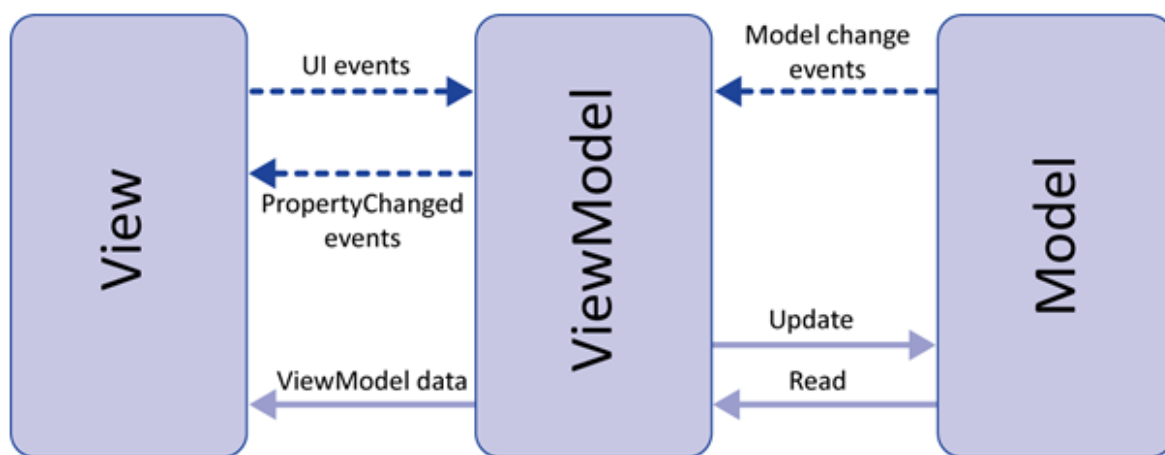 View
UI events
PropertyChanged
events
ViewModel data
ViewModel
Model change
events
Update
Read
Model